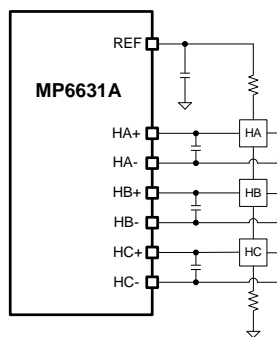 REF
MP6631A
HA+ HA
HA-
HB+ HB
HB-
HC+ HC
HC-